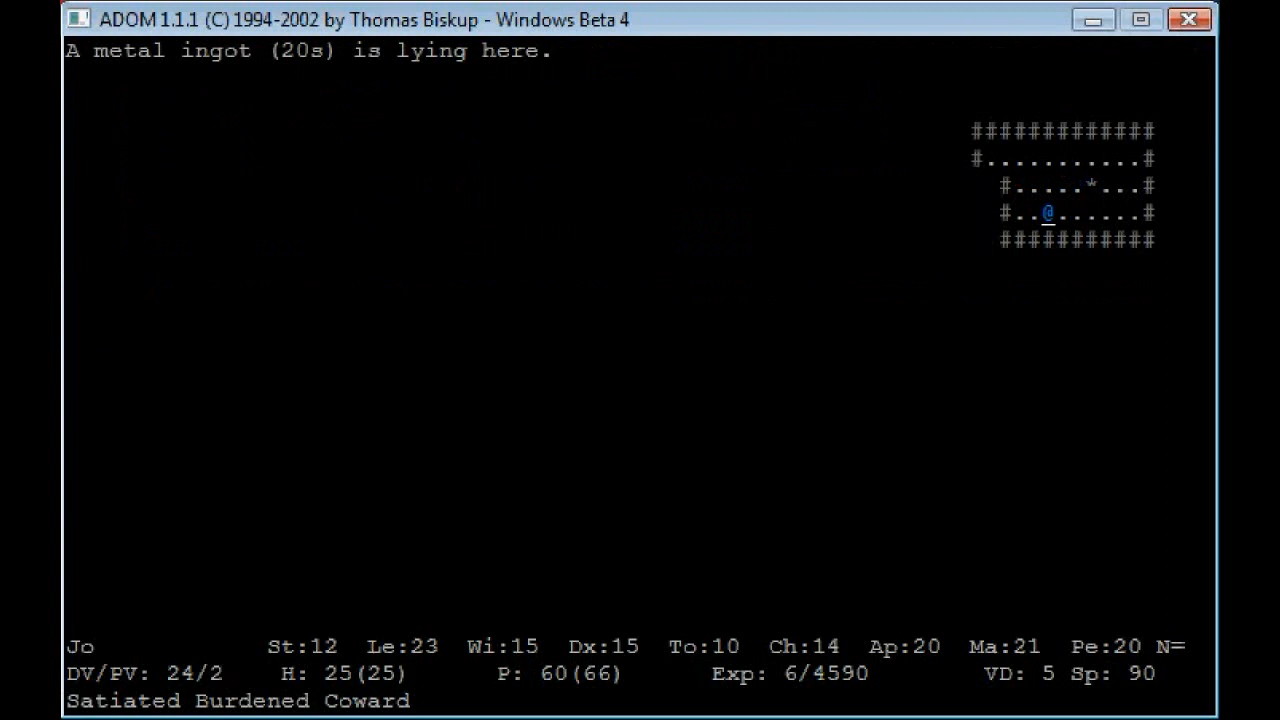 ADOM 1.1.1 (C) 1994-2002 by Thomas Biskup - Windows Beta 4
A metal ingot (20s) is lying here.
#############
#...........#
#.....*...#
#..@......#
###########
Jo St:12 Le:23 Wi:15 Dx:15 To:10 Ch:14 Ap:20 Ma:21 Pe:20 N=
DV/PV: 24/2 H: 25(25) P: 60(66) Exp: 6/4590 VD: 5 Sp: 90
Satiated Burdened Coward